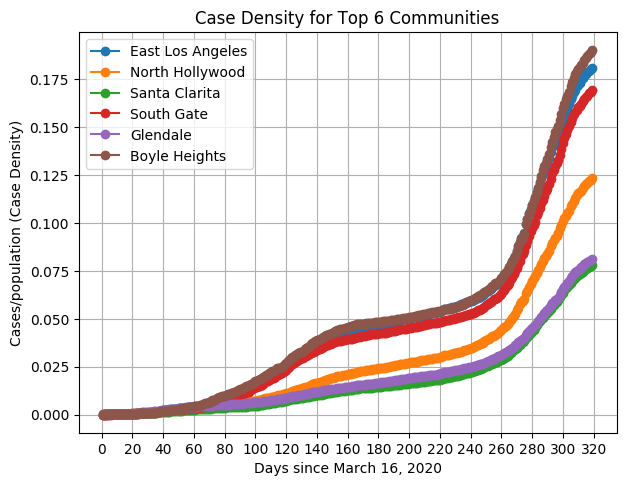 Case Density for Top 6 Communities
East Los Angeles
North Hollywood
Santa Clarita
South Gate
Glendale
Boyle Heights
Cases/population (Case Density)
0.175
0.150
0.125
0.100
0.075
0.050
0.025
0.000
0 20 40 60 80 100 120 140 160 180 200 220 240 260 280 300 320
Days since March 16, 2020